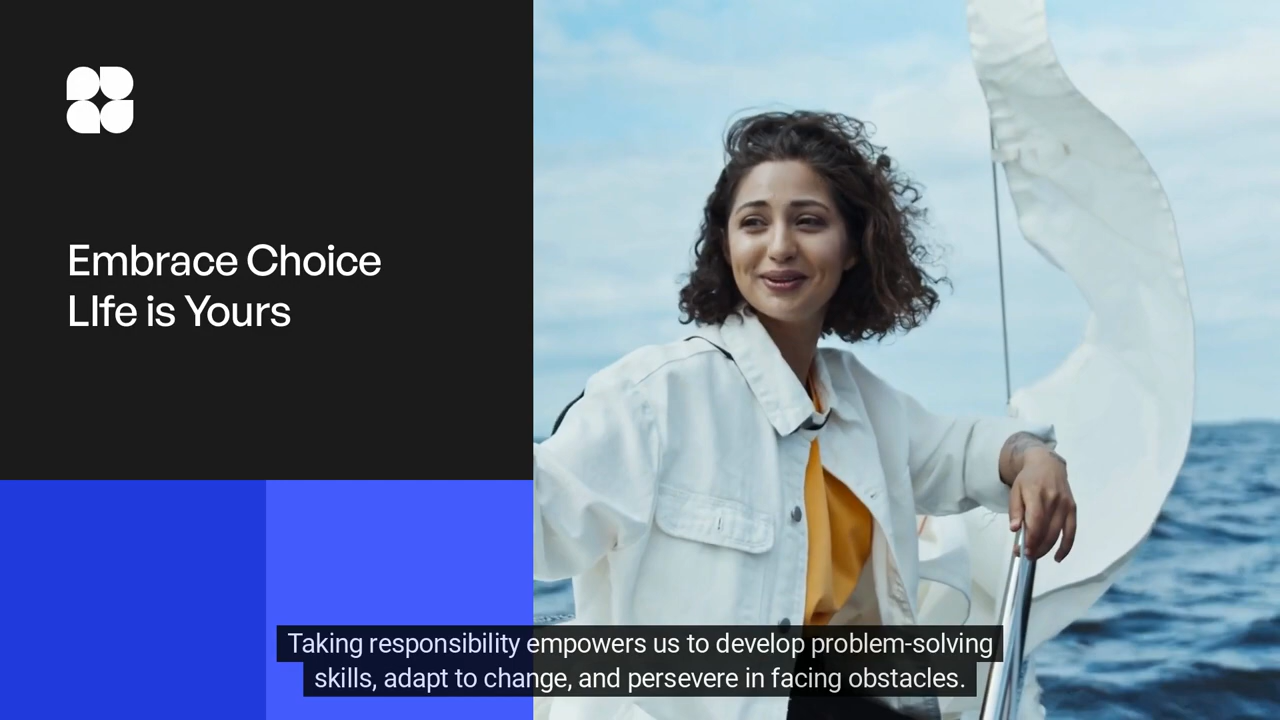 Embrace Choice
LIfe is Yours
Taking responsibility empowers us to develop problem-solving
skills, adapt to change, and persevere in facing obstacles.